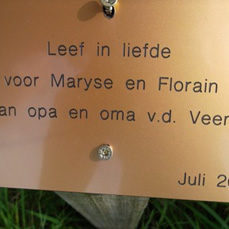 Leef in liefde
voor Maryse en Florain
an opa en oma v.d. Veer
Juli 2